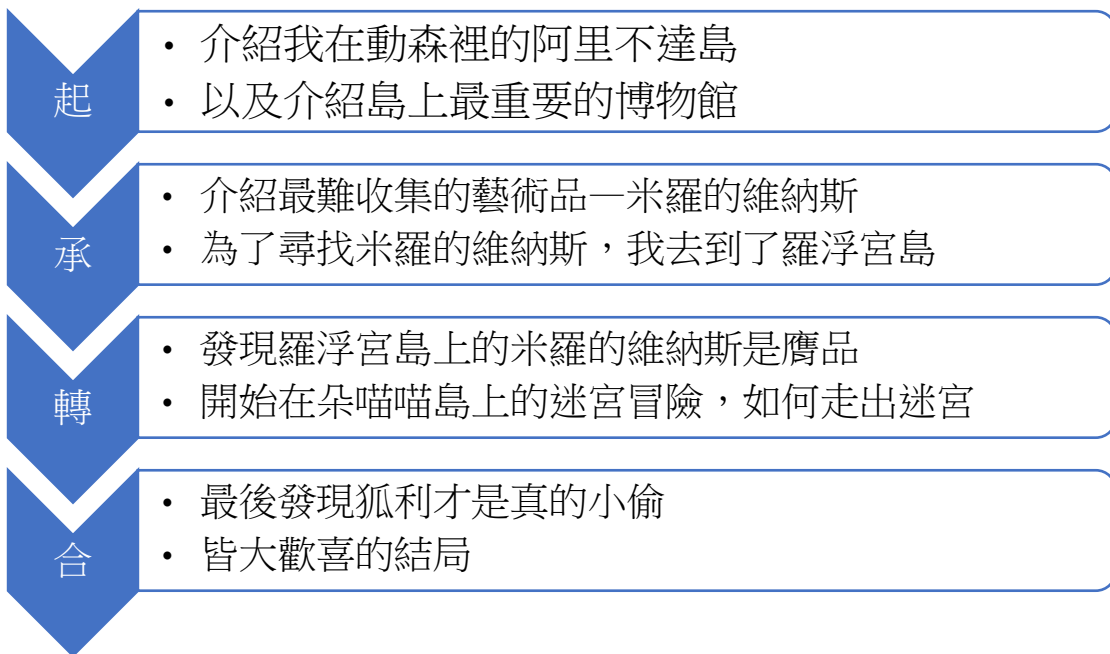 起
• 介紹我在動森裡的阿里不達島
• 以及介紹島上最重要的博物館
承
• 介紹最難收集的藝術品—米羅的維納斯
• 為了尋找米羅的維納斯，我去到了羅浮宮島
轉
• 發現羅浮宮島上的米羅的維納斯是贗品
• 開始在朵喵喵島上的迷宮冒險，如何走出迷宮
合
• 最後發現狐利才是真的小偷
• 皆大歡喜的結局